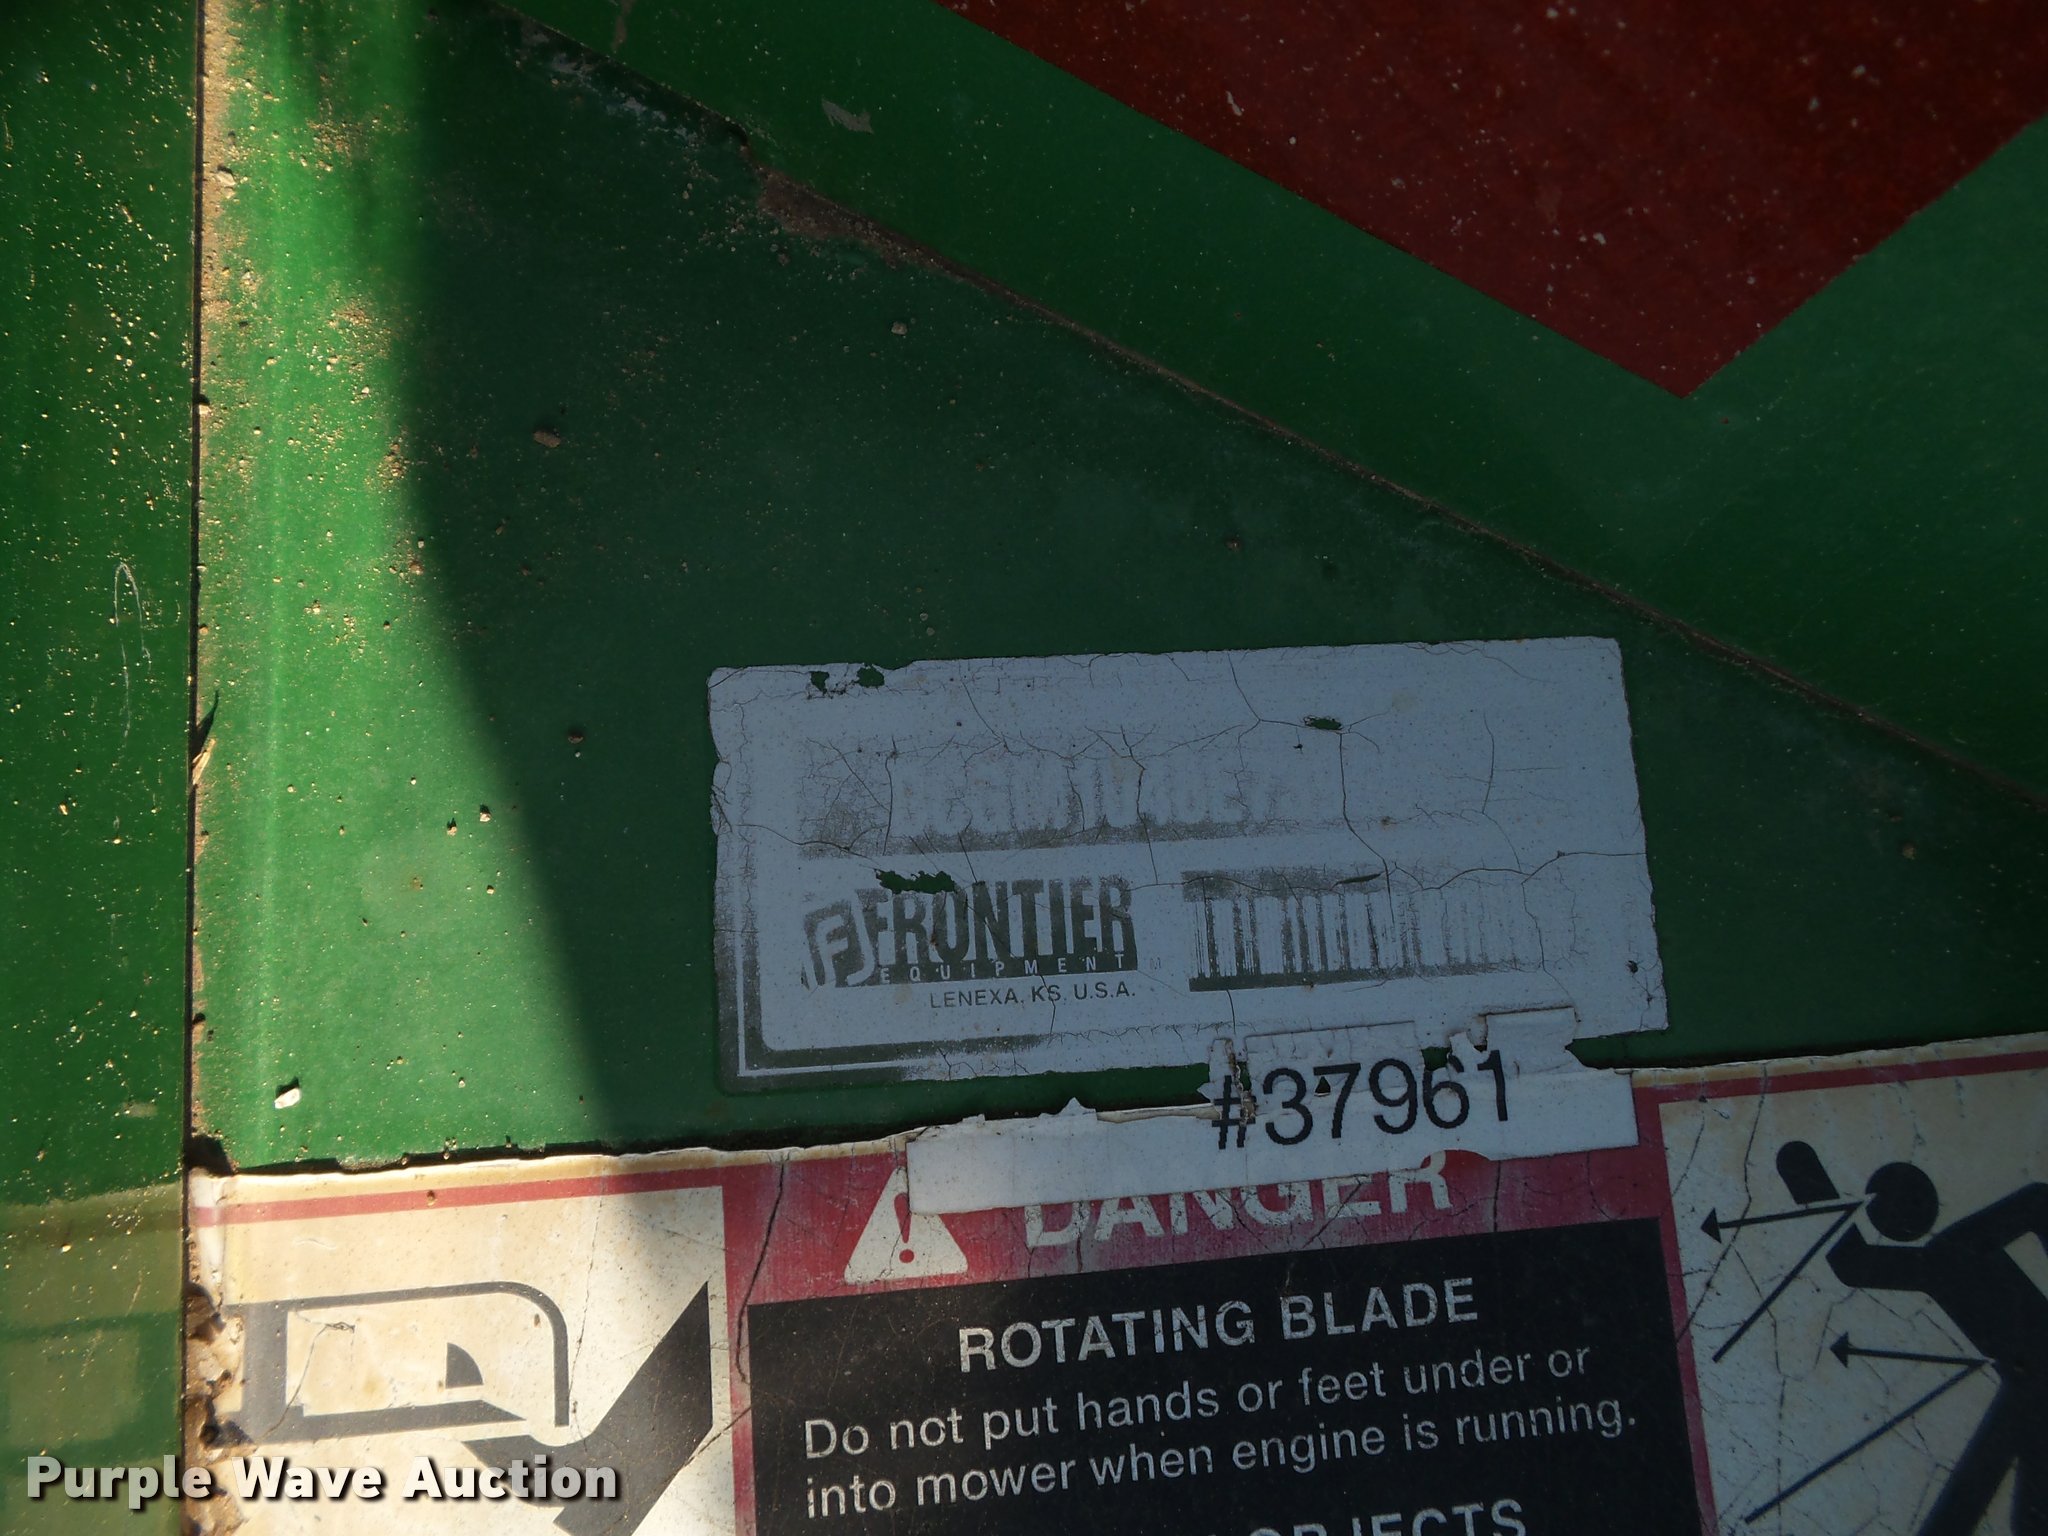 FRONTIER
EQUIPMENT
LENEXA, KS, U.S.A.
#37961
DANGER
ROTATING BLADE
Do not put hands or feet under or
into mower when engine is running.
OBJECTS
Purple Wave Auction